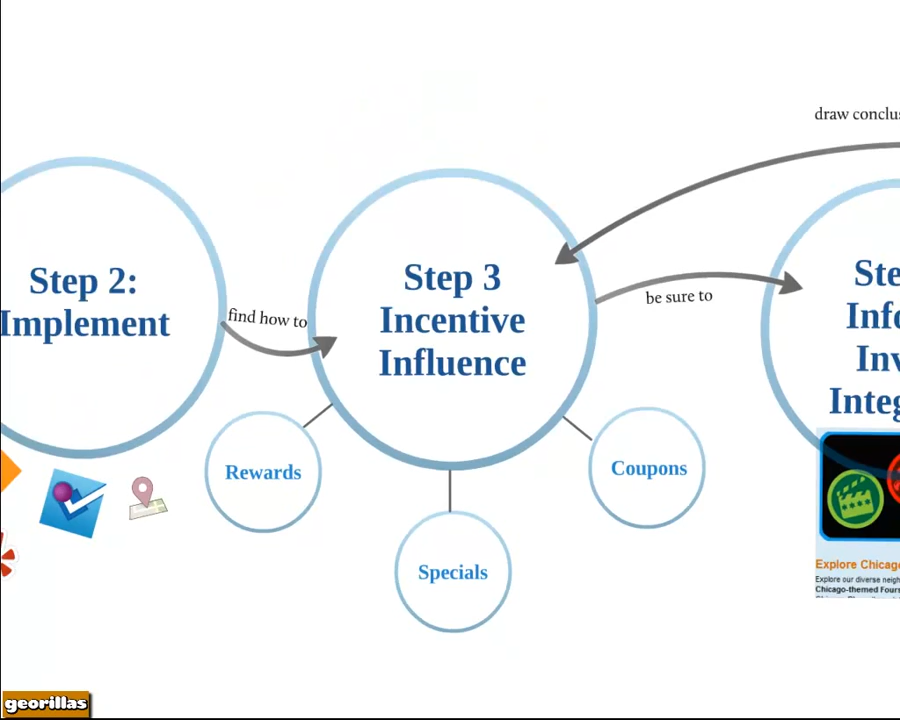 draw conclus
Step 2:
Implement
find how to
Step 3
Incentive
Influence
be sure to
Ste
Info
Inv
Integ
Rewards
Specials
Coupons
Explore Chicag
Explore our diverse neigh
Chicago-themed Fours
georillas